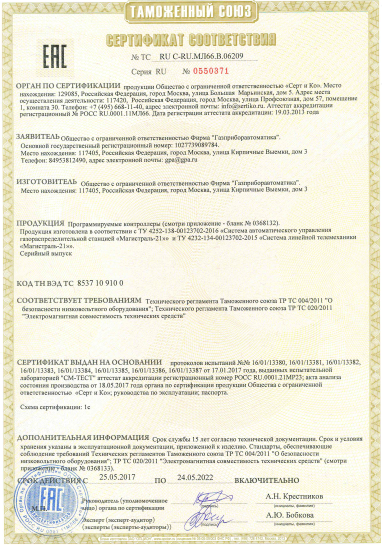 ТАМОЖЕННЫЙ СОЮЗ
СЕРТИФИКАТ СООТВЕТСТВИЯ
ЕАС
№ ТС RU C-RU.МЛ66.В.06209
Серия RU № 0550371
ОРГАН ПО СЕРТИФИКАЦИИ продукции Общества с ограниченной ответственностью «Серт и Ко». Место
нахождения: 129085, Российская Федерация, город Москва, улица Большая Марьинская, дом 5. Адрес места
осуществления деятельности: 117420, Российская Федерация, город Москва, улица Профсоюзная, дом 57, помещение
1, комната 30. Телефон: +7 (495) 668-11-40, адрес электронной почты: info@sertiko.ru. Аттестат аккредитации
регистрационный № РОСС RU.0001.11МЛ66. Дата регистрации аттестата аккредитации: 19.03.2013 года
ЗАЯВИТЕЛЬ Общество с ограниченной ответственностью Фирма "Газприборавтоматика".
Основной государственный регистрационный номер: 1027739089784.
Место нахождения: 117405, Российская Федерация, город Москва, улица Кирпичные Выемки, 3
Телефон: 84953812490, адрес электронной почты: gpa@gpa.ru
ИЗГОТОВИТЕЛЬ Общество с ограниченной ответственностью Фирма "Газприборавтоматика".
Место нахождения: 117405, Российская Федерация, город Москва, улица Кирпичные Выемки, 3
ПРОДУКЦИЯ Программируемые контроллеры (смотри приложение - бланк № 0368132).
Продукция изготовлена в соответствии с ТУ 4252-138-00123702-2016 «Система автоматического управления
газораспределительной станцией «Магистраль-21»» и ТУ 4232-134-00123702-2015 «Система линейной телемеханики
«Магистраль-21»».
Серийный выпуск
КОД ТН ВЭД ТС 8537 10 910 0
СООТВЕТСТВУЕТ ТРЕБОВАНИЯМ Технического регламента Таможенного союза ТР ТС 004/2011 "О
безопасности низковольтного оборудования"; Технического регламента Таможенного союза ТР ТС 020/2011
"Электромагнитная совместимость технических средств"
СЕРТИФИКАТ ВЫДАН НА ОСНОВАНИИ протоколов испытаний №№ 16/01/13380, 16/01/13381, 16/01/13382,
16/01/13383, 16/01/13384, 16/01/13385, 16/01/13386, 16/01/13387 от 17.01.2017 года, выданных испытательной
лабораторией "СМ-ТЕСТ" аттестат аккредитации регистрационный номер РОСС RU.0001.21МР23; акта анализа
состояния производства от 18.05.2017 года органа по сертификации продукции Общества с ограниченной
ответственностью «Серт и Ко»; руководства по эксплуатации; паспорта.
Схема сертификации: 1с
ДОПОЛНИТЕЛЬНАЯ ИНФОРМАЦИЯ Срок службы 15 лет согласно технической документации. Срок и условия
хранения указаны в эксплуатационной документации, приложенной к изделию. Стандарты, обеспечивающие
соблюдение требований Технических регламентов Таможенного союза ТР ТС 004/2011 "О безопасности
низковольтного оборудования"; ТР ТС 020/2011 "Электромагнитная совместимость технических средств" (смотри
приложение - бланк № 0368133).
СРОК ДЕЙСТВИЯ С 25.05.2017 ПО 24.05.2022 ВКЛЮЧИТЕЛЬНО
Руководитель (уполномоченное
лицо) органа по сертификации
А.Н. Крестников
М.П.
Эксперт (эксперт-аудитор)
(эксперты (эксперты-аудиторы))
А.Ю. Бобкова